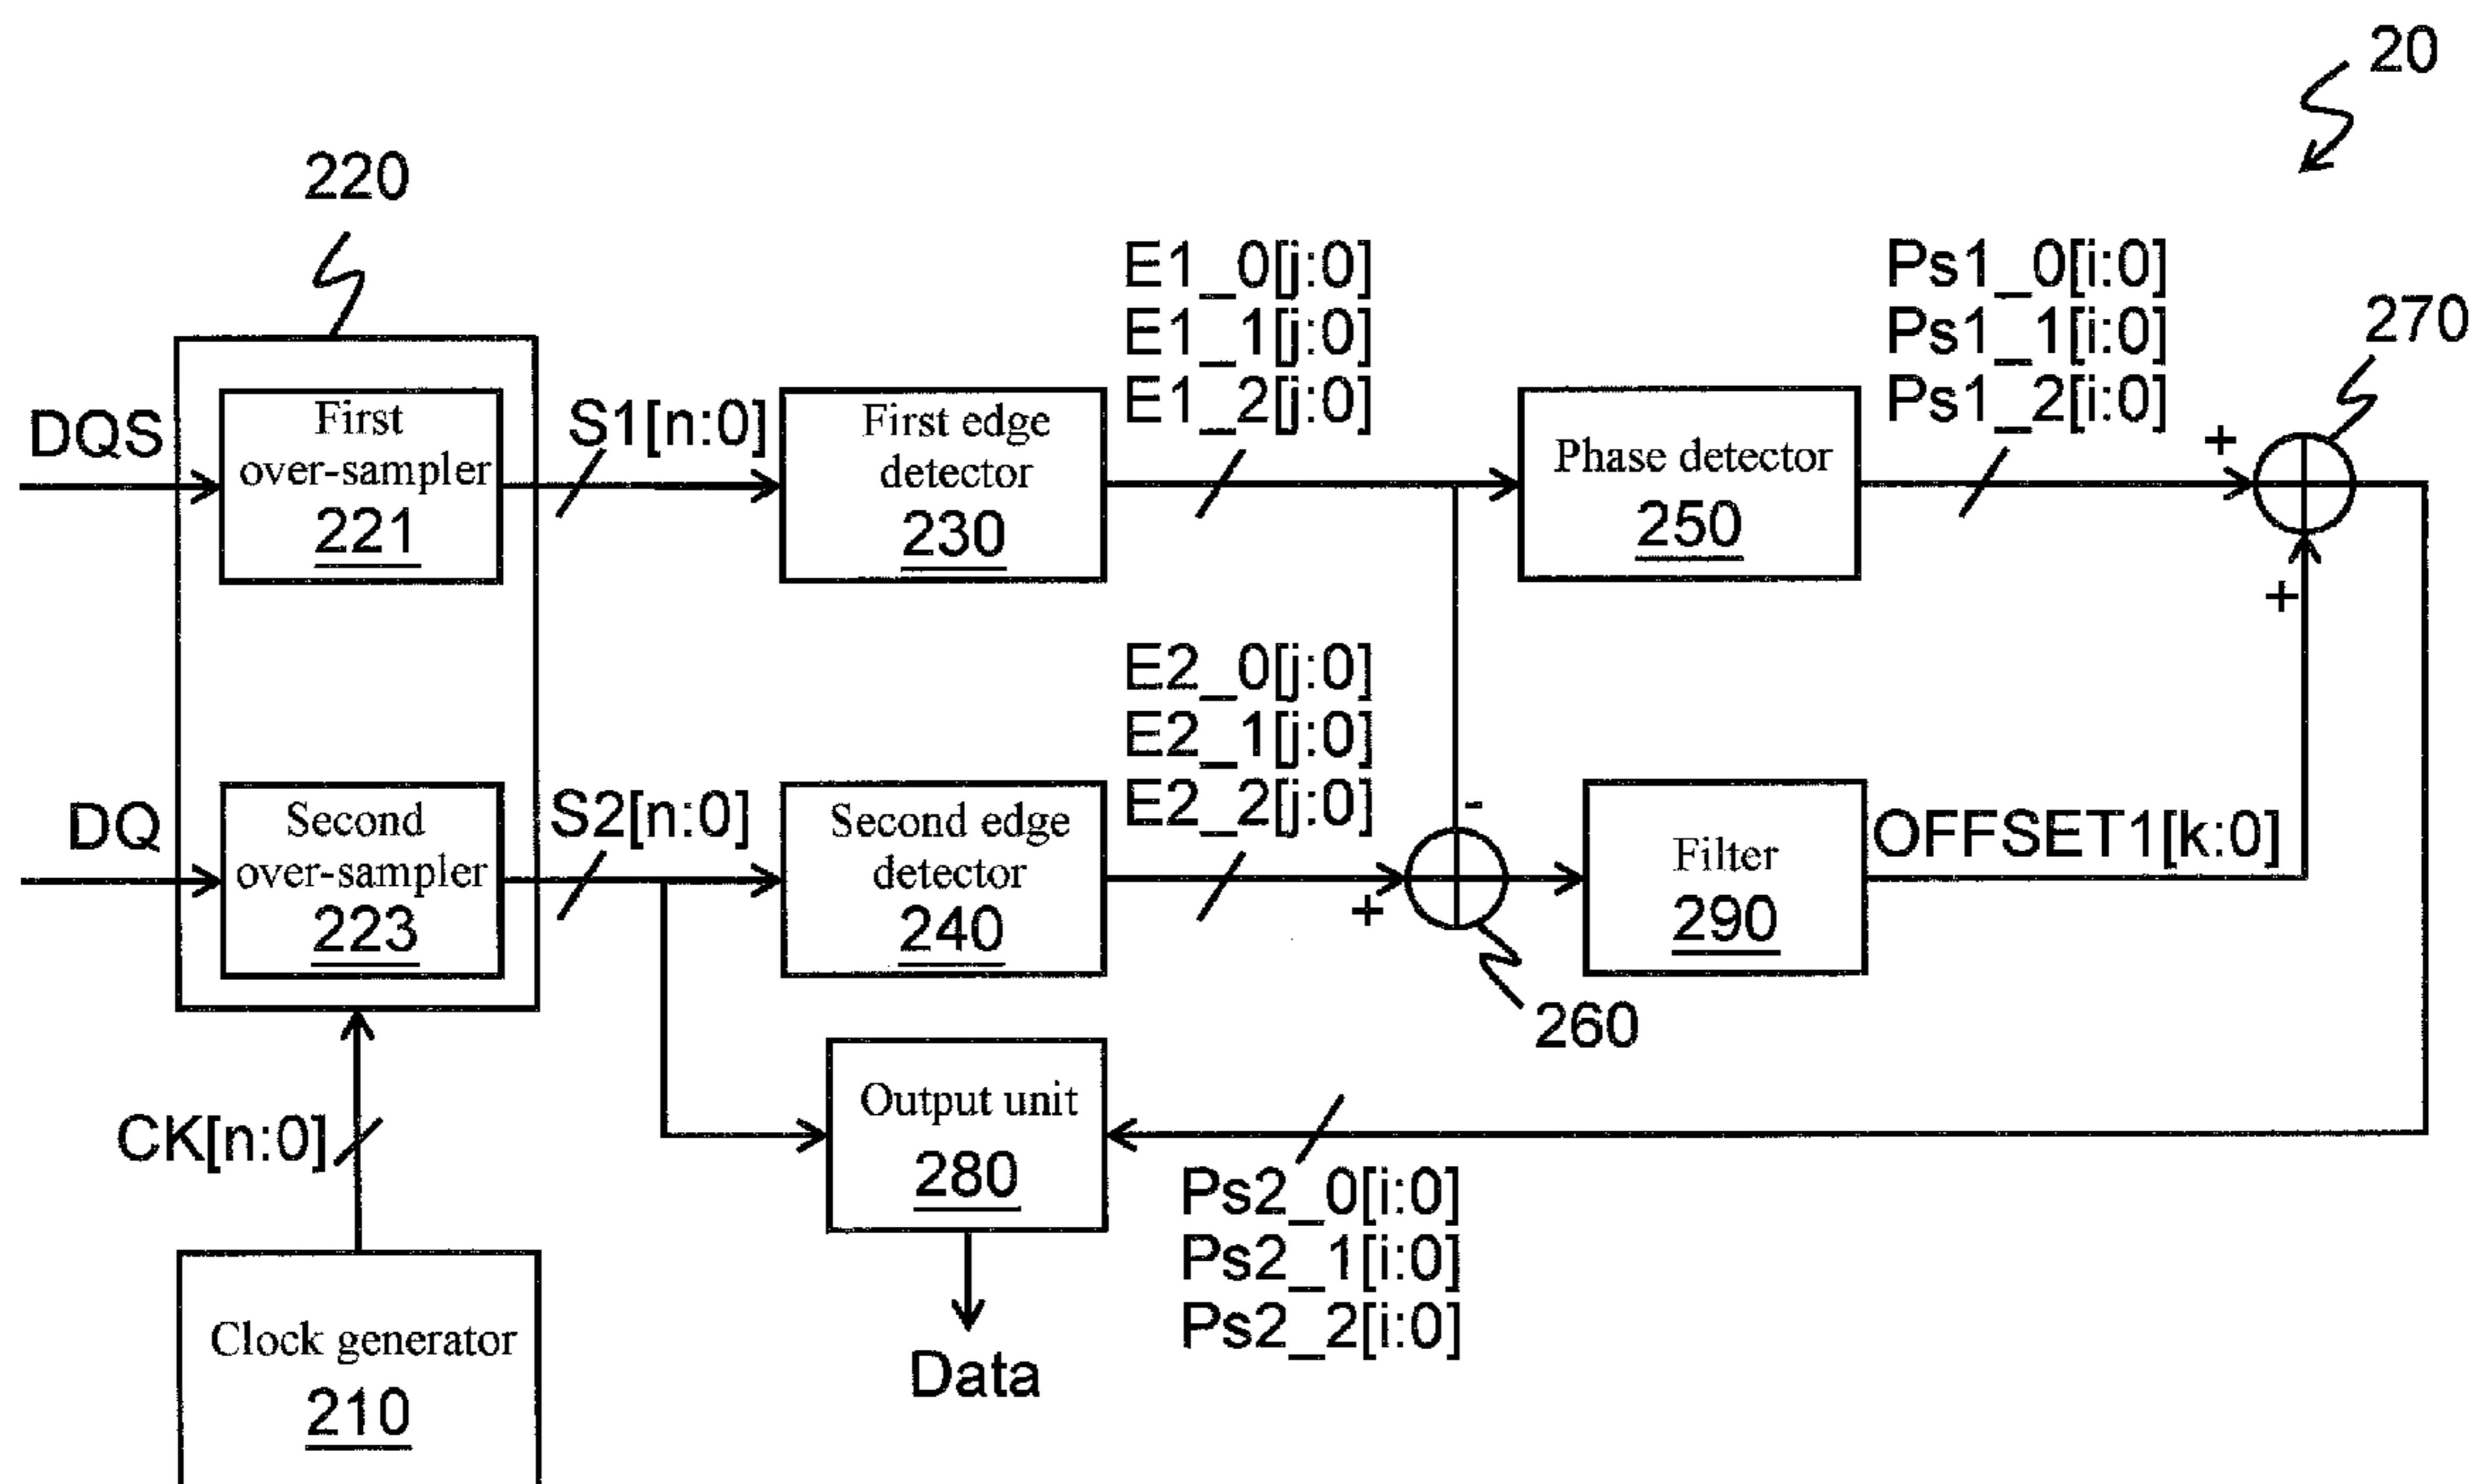 20
220
E1_0[j:0]
E1_1[j:0]
E1_2[j:0]
Ps1_0[i:0]
Ps1_1[i:0]
Ps1_2[i:0]
270
DQS
First
over-sampler
221
S1[n:0]
First edge
detector
230
Phase detector
250
+
+
E2_0[j:0]
E2_1[j:0]
E2_2[j:0]
DQ
Second
over-sampler
223
S2[n:0]
Second edge
detector
240
-
+
260
Filter
290
OFFSET1[k:0]
CK[n:0]
Output unit
280
Ps2_0[i:0]
Ps2_1[i:0]
Ps2_2[i:0]
Data
Clock generator
210